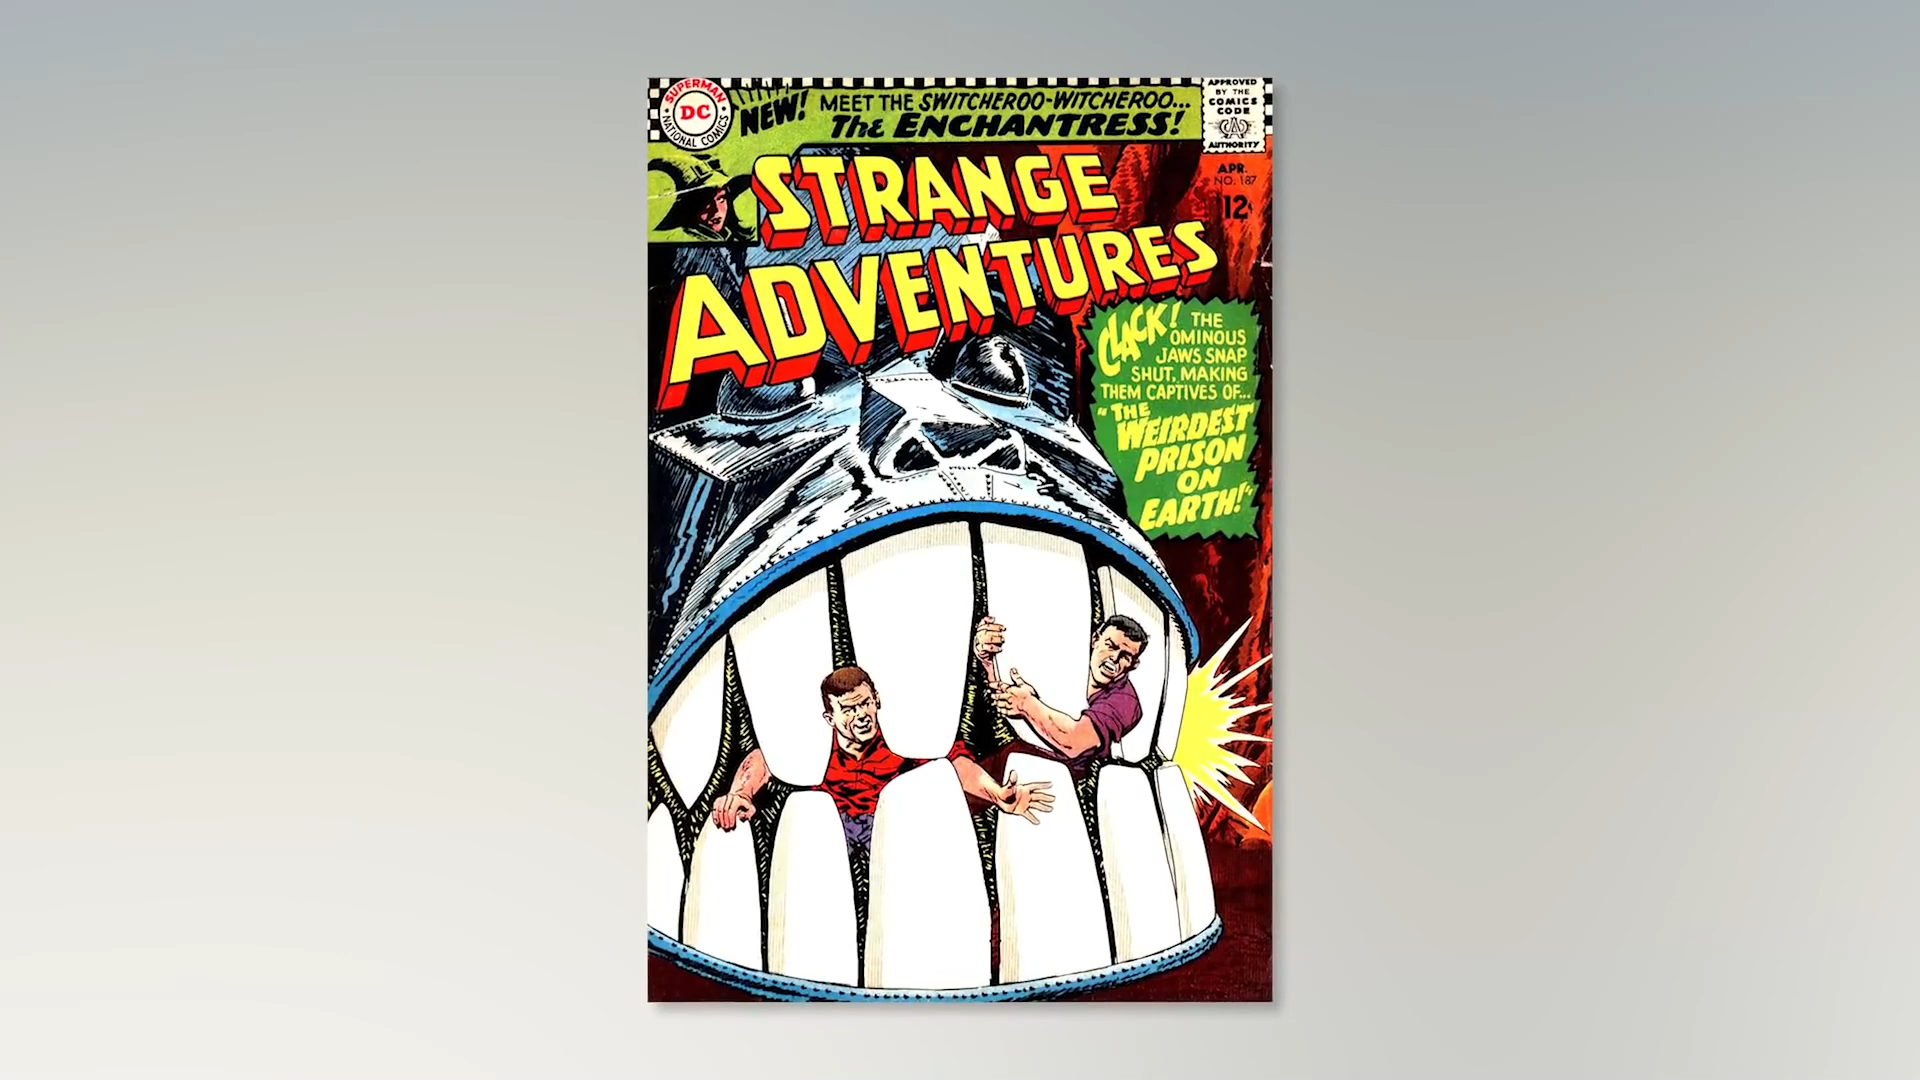 SUPERMAN
DC
NATIONAL COMICS
NEW!
MEET THE SWITCHEROO-WITCHEROO...
THE ENCHANTRESS!
APPROVED
BY THE
COMICS
CODE
CA
AUTHORITY
STRANGE
ADVENTURES
APR.
NO. 187
12¢
CLACK! THE
OMINOUS
JAWS SNAP
SHUT, MAKING
THEM CAPTIVES OF...
"THE
WEIRDEST
PRISON
ON
EARTH!"